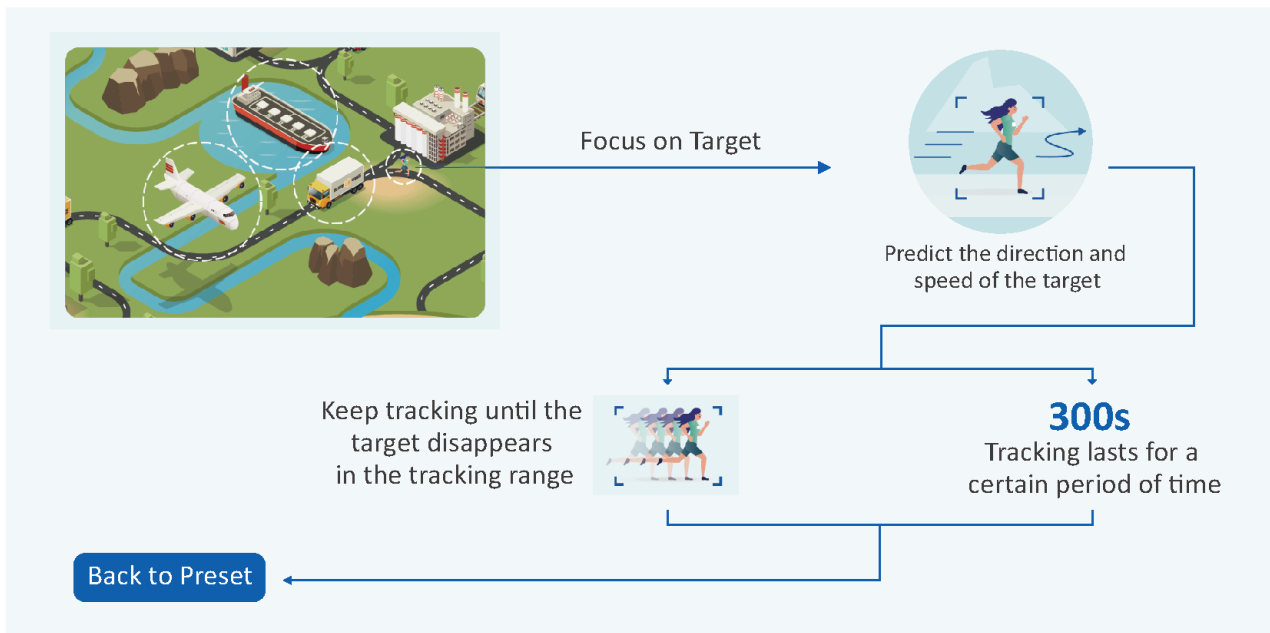 Focus on Target
Predict the direction and
speed of the target
Keep tracking until the
target disappears
in the tracking range
300s
Tracking lasts for a
certain period of time
Back to Preset